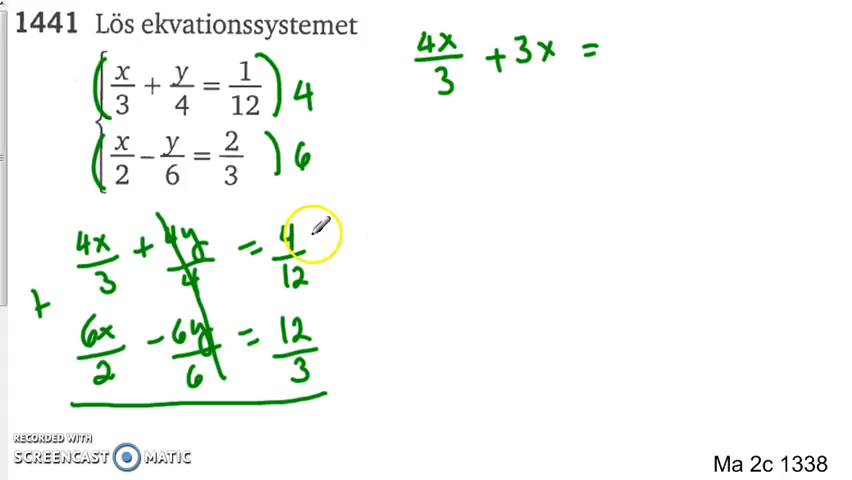 1441 Lös ekvationssystemet
( x/3 + y/4 = 1/12 ) 4
( x/2 − y/6 = 2/3 ) 6
4x/3 + 4y/4 = 4/12
+
6x/2 − 6y/6 = 12/3
4x/3 + 3x =
RECORDED WITH
SCREENCAST MATIC
Ma 2c 1338